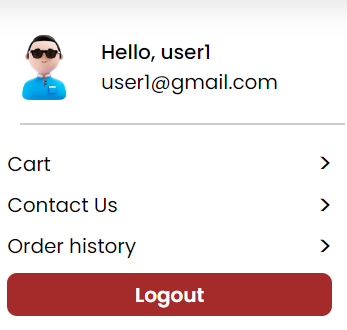 Hello, user1
user1@gmail.com
Cart >
Contact Us >
Order history >
Logout